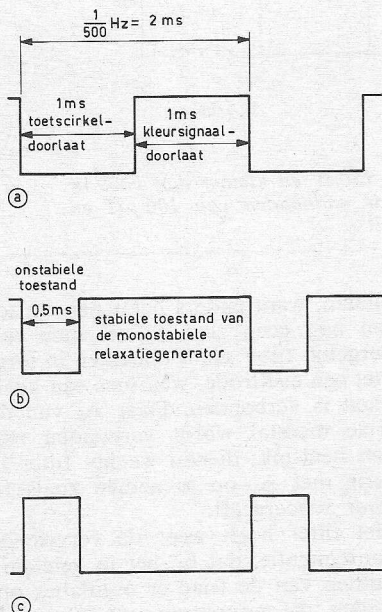 1/500 Hz = 2 ms
1ms
toetscirkel-
doorlaat
1ms
kleursignaal-
doorlaat
a
onstabiele
toestand
0,5ms
stabiele toestand van
de monostabiele
relaxatiegenerator
b
c